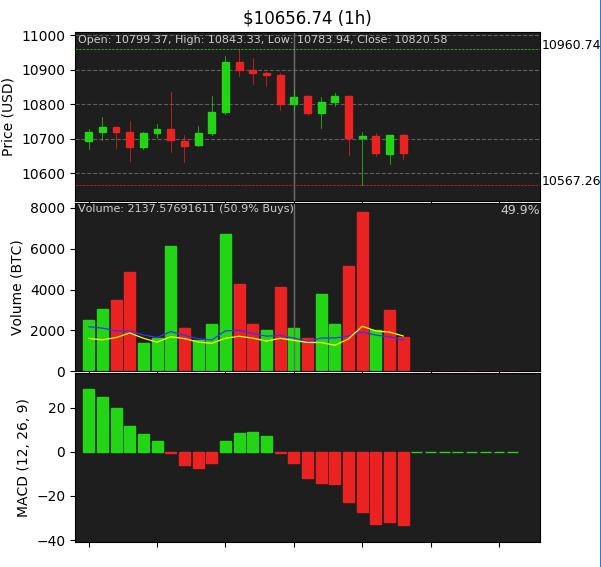 $10656.74 (1h)
Open: 10799.37, High: 10843.33, Low: 10783.94, Close: 10820.58
Price (USD)
11000
10900
10800
10700
10600
10960.74
10567.26
Volume: 2137.57691611 (50.9% Buys)
49.9%
Volume (BTC)
8000
6000
4000
2000
0
MACD (12, 26, 9)
20
0
−20
−40